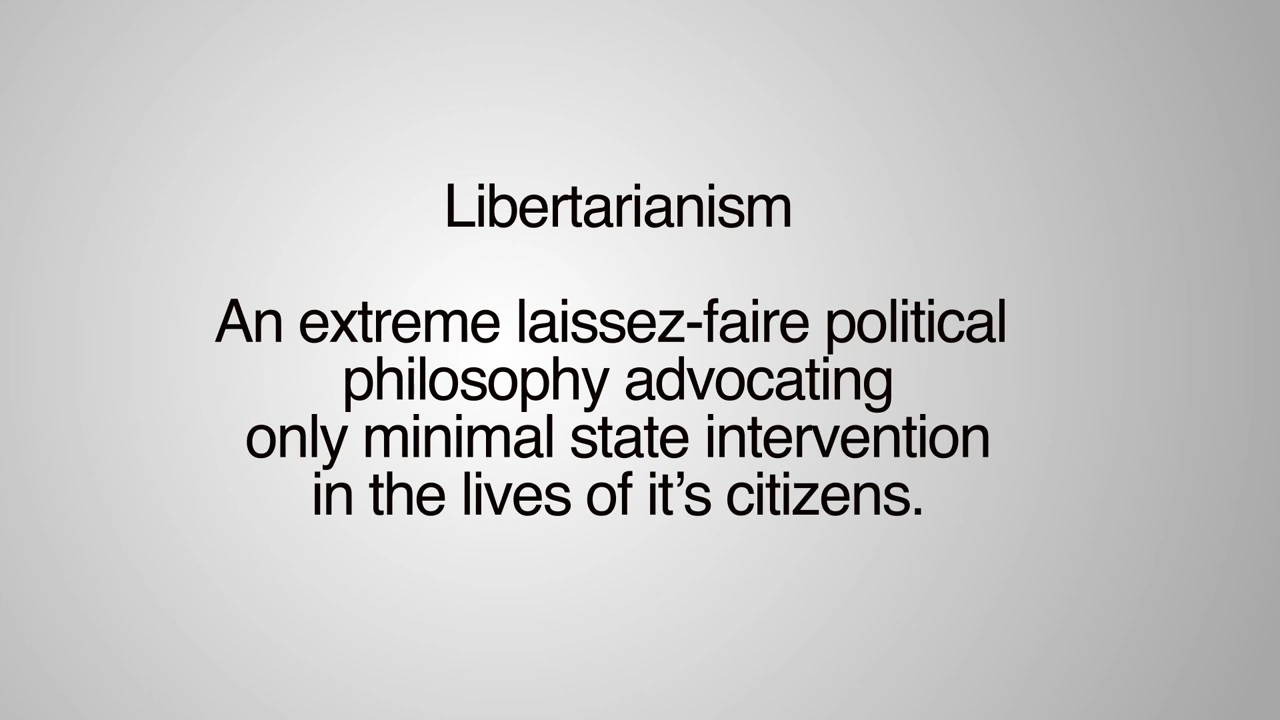 Libertarianism
An extreme laissez-faire political
philosophy advocating
only minimal state intervention
in the lives of it’s citizens.